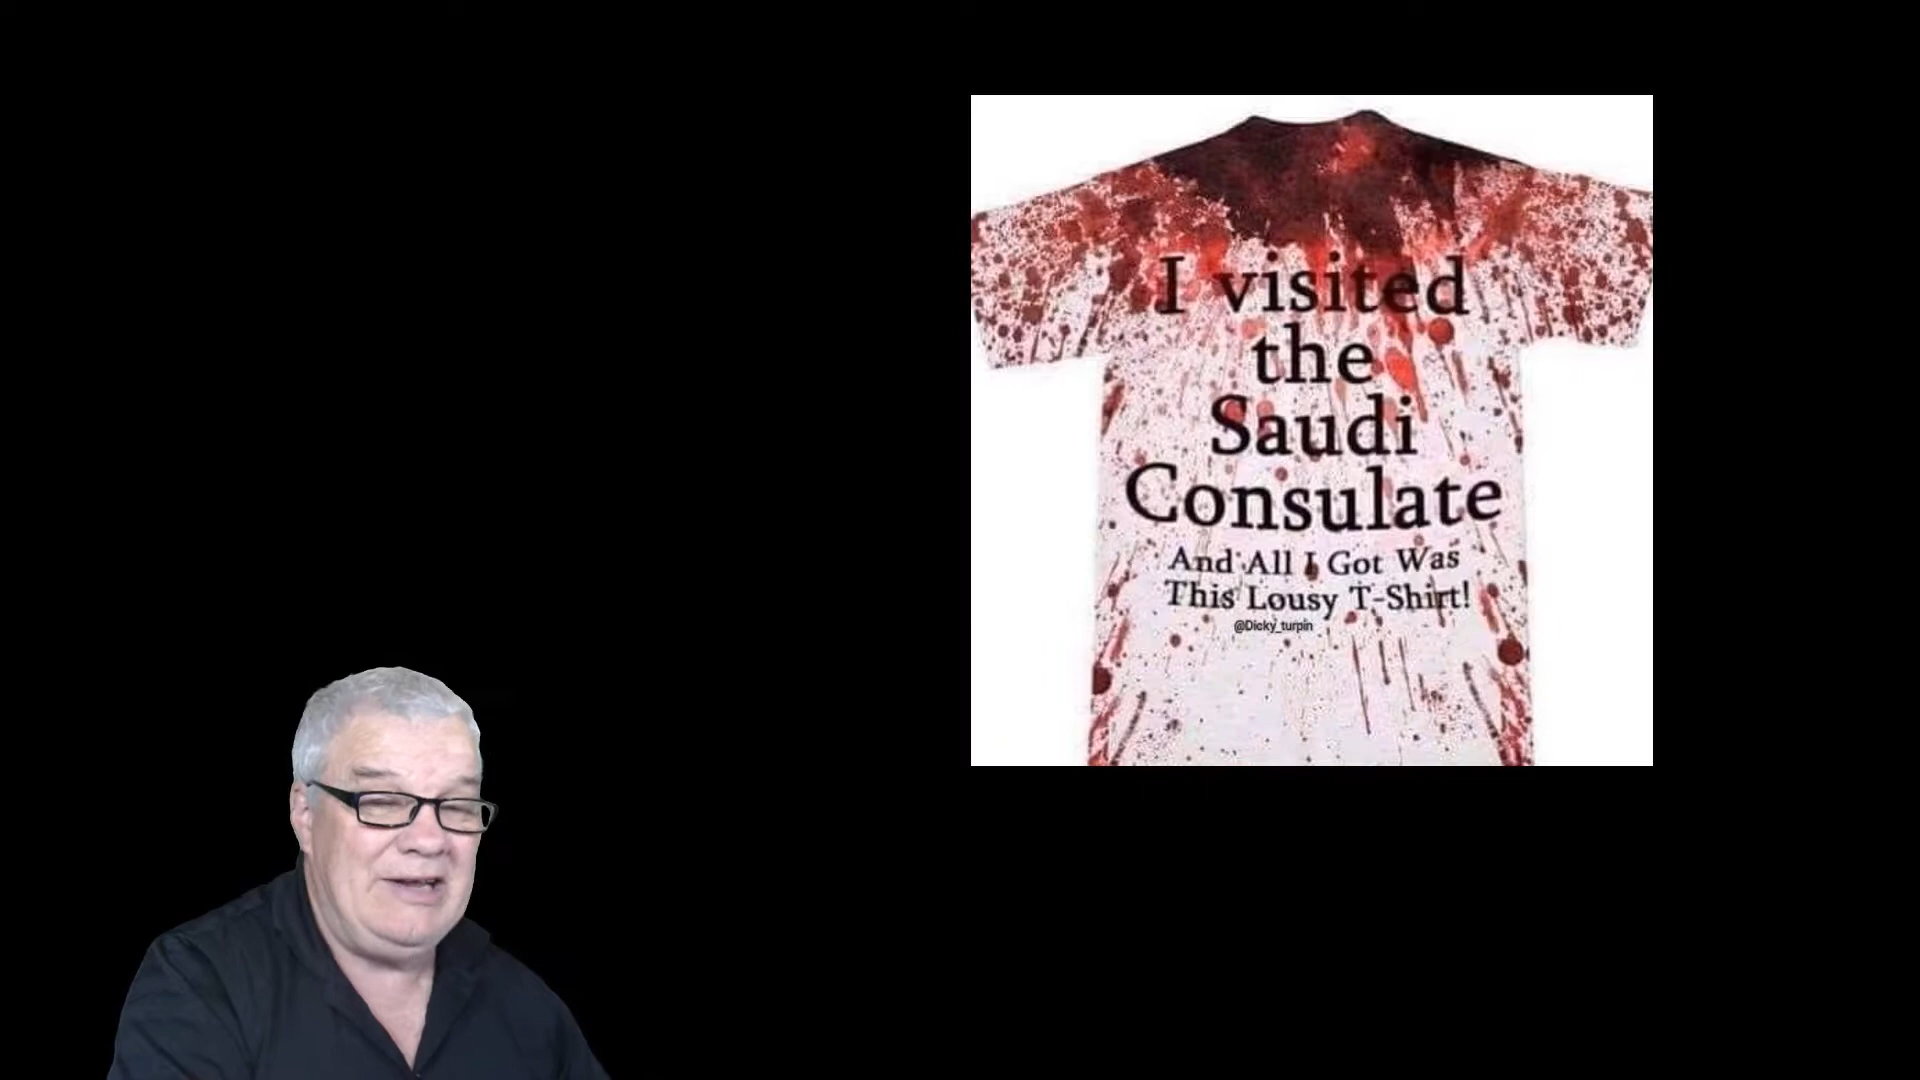 I visited
the
Saudi
Consulate
And All I Got Was
This Lousy T-Shirt!
@Dicky_turpin